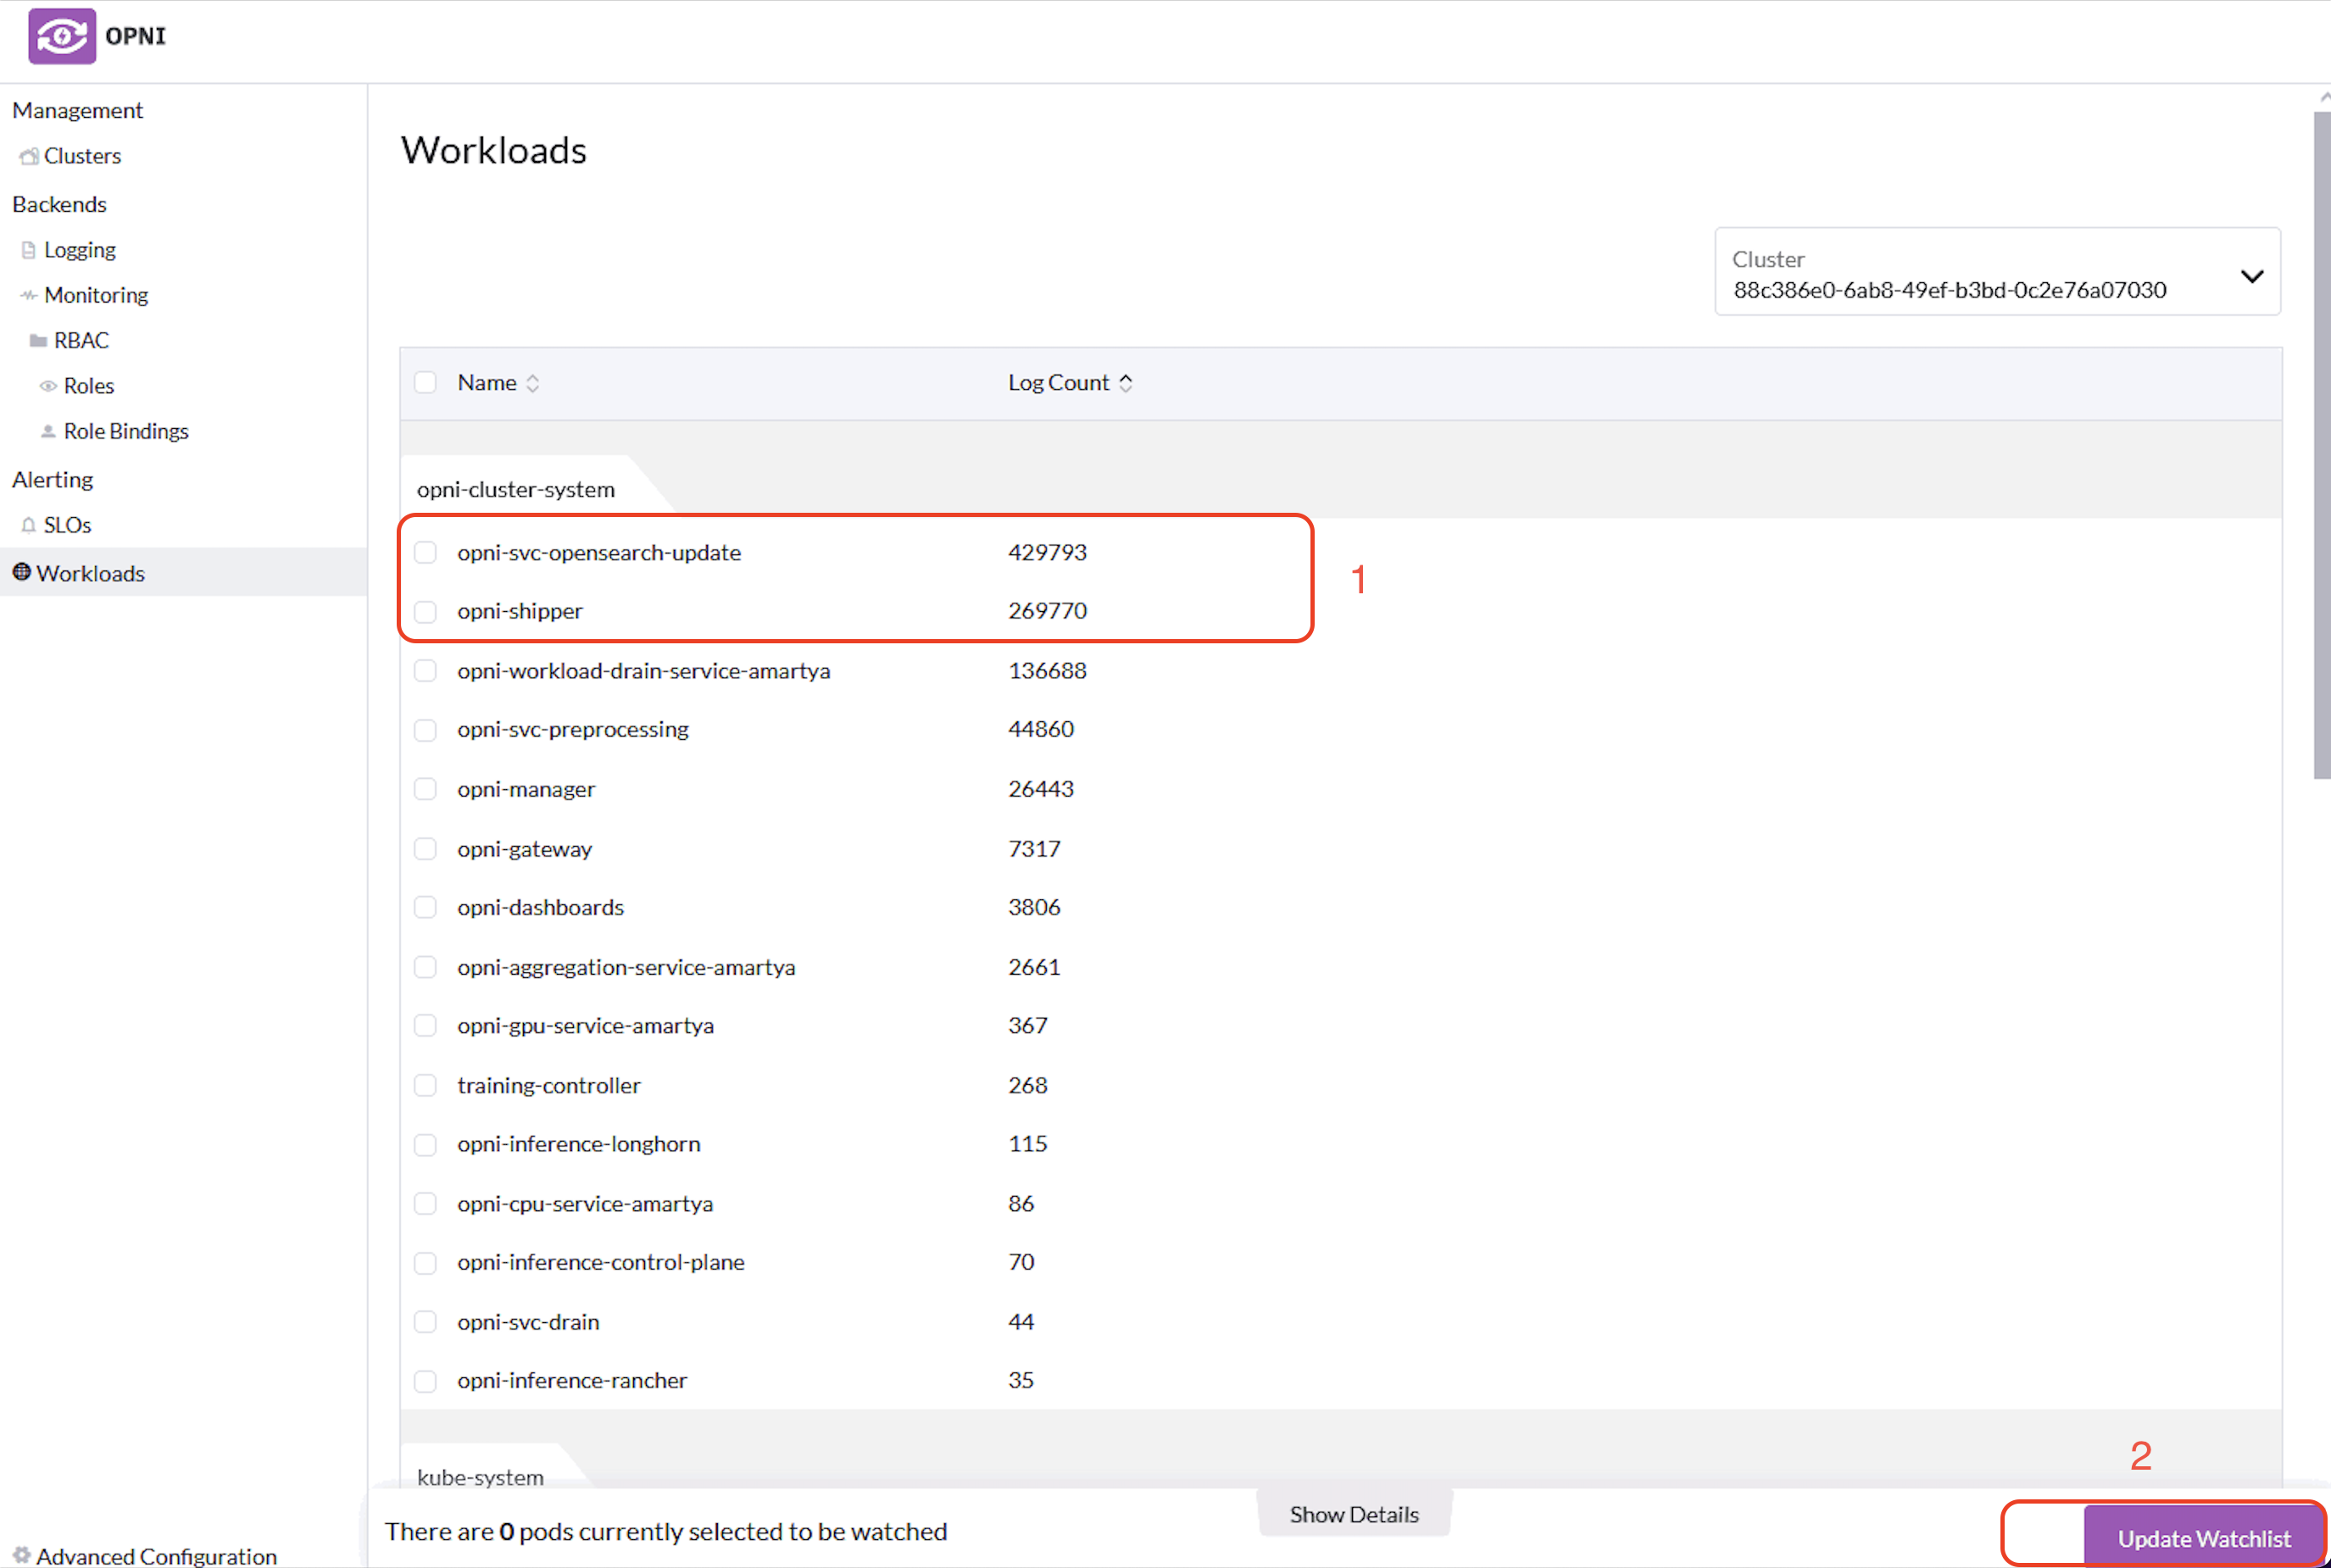 OPNI
Management
Clusters
Backends
Logging
Monitoring
RBAC
Roles
Role Bindings
Alerting
SLOs
Workloads
Advanced Configuration
Workloads
Cluster
88c386e0-6ab8-49ef-b3bd-0c2e76a07030
Name Log Count
opni-cluster-system
opni-svc-opensearch-update 429793
opni-shipper 269770
1
opni-workload-drain-service-amartya 136688
opni-svc-preprocessing 44860
opni-manager 26443
opni-gateway 7317
opni-dashboards 3806
opni-aggregation-service-amartya 2661
opni-gpu-service-amartya 367
training-controller 268
opni-inference-longhorn 115
opni-cpu-service-amartya 86
opni-inference-control-plane 70
opni-svc-drain 44
opni-inference-rancher 35
kube-system
2
Show Details
There are 0 pods currently selected to be watched
Update Watchlist